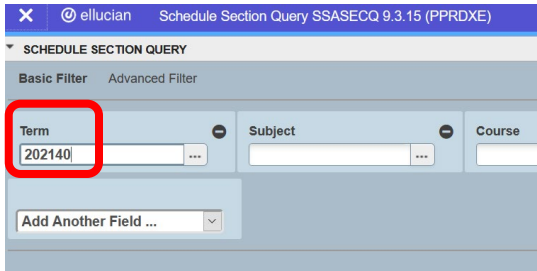 X ellucian Schedule Section Query SSASECQ 9.3.15 (PPRDXE)
SCHEDULE SECTION QUERY
Basic Filter Advanced Filter
Term Subject Course
202140 ... ...
Add Another Field ...